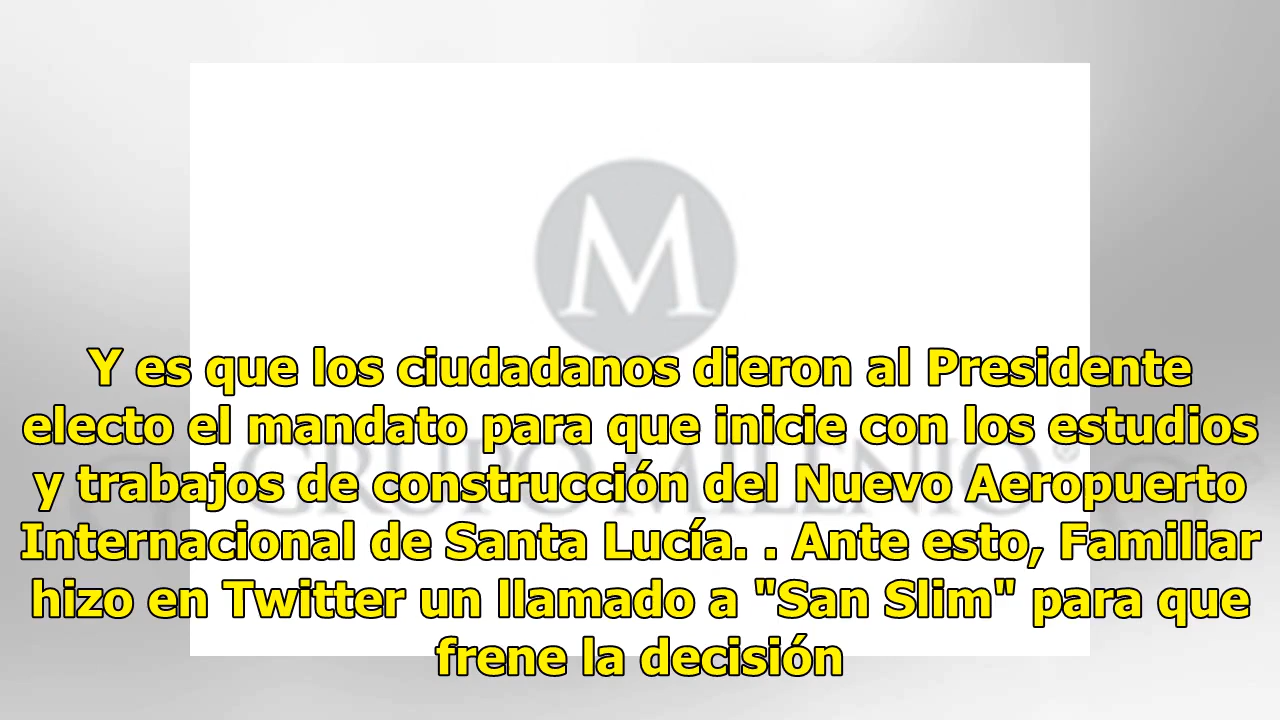 M
Y es que los ciudadanos dieron al Presidente
electo el mandato para que inicie con los estudios
GRUPO MILENIO®
y trabajos de construcción del Nuevo Aeropuerto
Internacional de Santa Lucía. . Ante esto, Familiar
hizo en Twitter un llamado a "San Slim" para que
frene la decisión